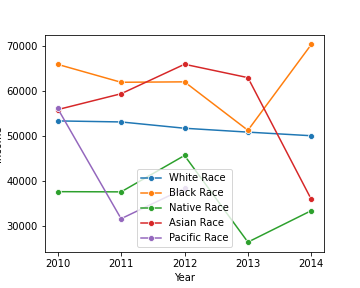 70000
60000
50000
40000
30000
White Race
Black Race
Native Race
Asian Race
Pacific Race
2010 2011 2012 2013 2014
Year